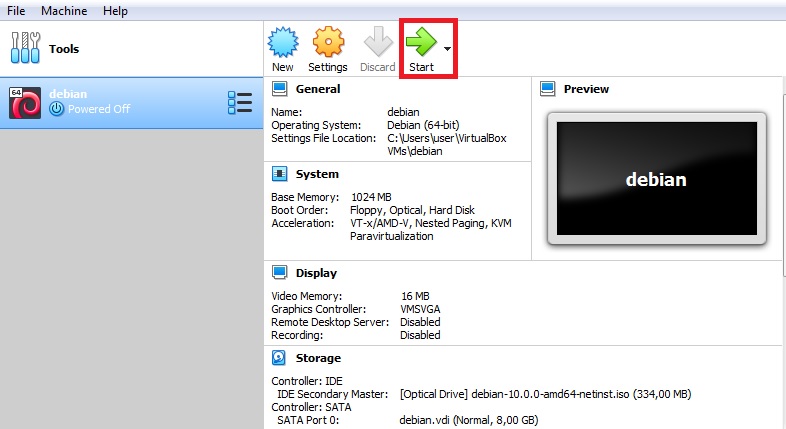 File Machine Help
Tools
New Settings Discard Start
64 debian
Powered Off
General
Name: debian
Operating System: Debian (64-bit)
Settings File Location: C:\Users\user\VirtualBox
VMs\debian
Preview
debian
System
Base Memory: 1024 MB
Boot Order: Floppy, Optical, Hard Disk
Acceleration: VT-x/AMD-V, Nested Paging, KVM
Paravirtualization
Display
Video Memory: 16 MB
Graphics Controller: VMSVGA
Remote Desktop Server: Disabled
Recording: Disabled
Storage
Controller: IDE
IDE Secondary Master: [Optical Drive] debian-10.0.0-amd64-netinst.iso (334,00 MB)
Controller: SATA
SATA Port 0: debian.vdi (Normal, 8,00 GB)